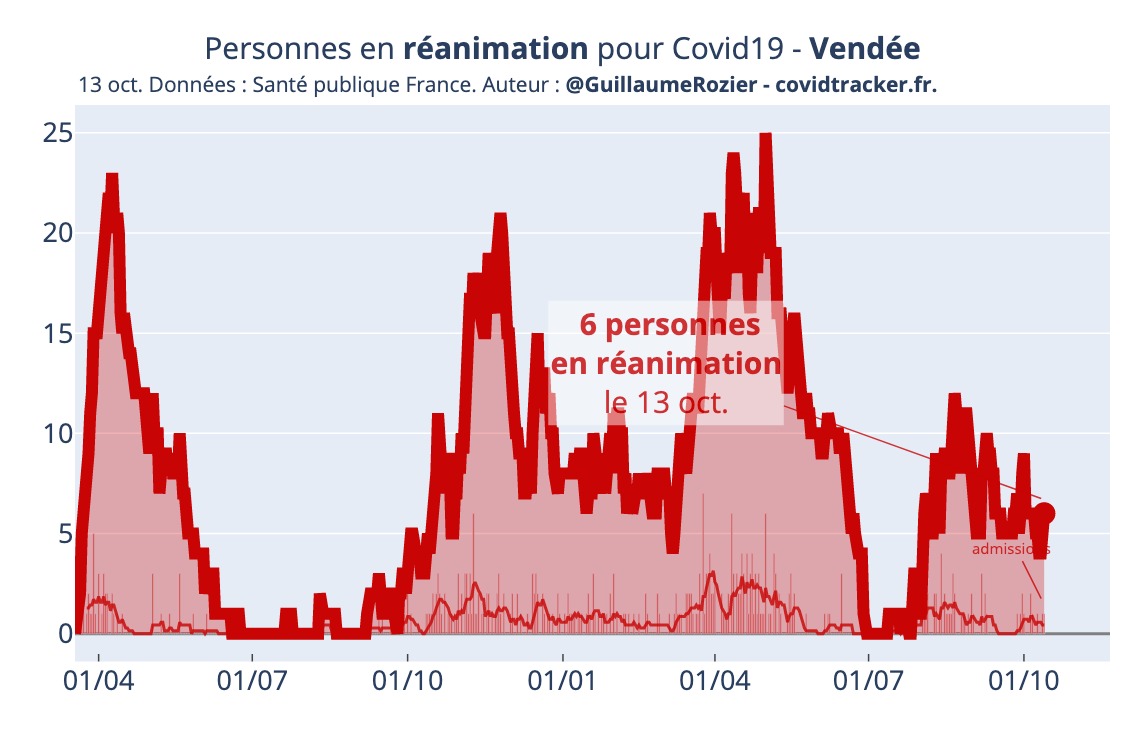 Personnes en réanimation pour Covid19 - Vendée
13 oct. Données : Santé publique France. Auteur : @GuillaumeRozier - covidtracker.fr.
25
20
15
10
5
0
6 personnes
en réanimation
le 13 oct.
admissions
01/04
01/07
01/10
01/01
01/04
01/07
01/10